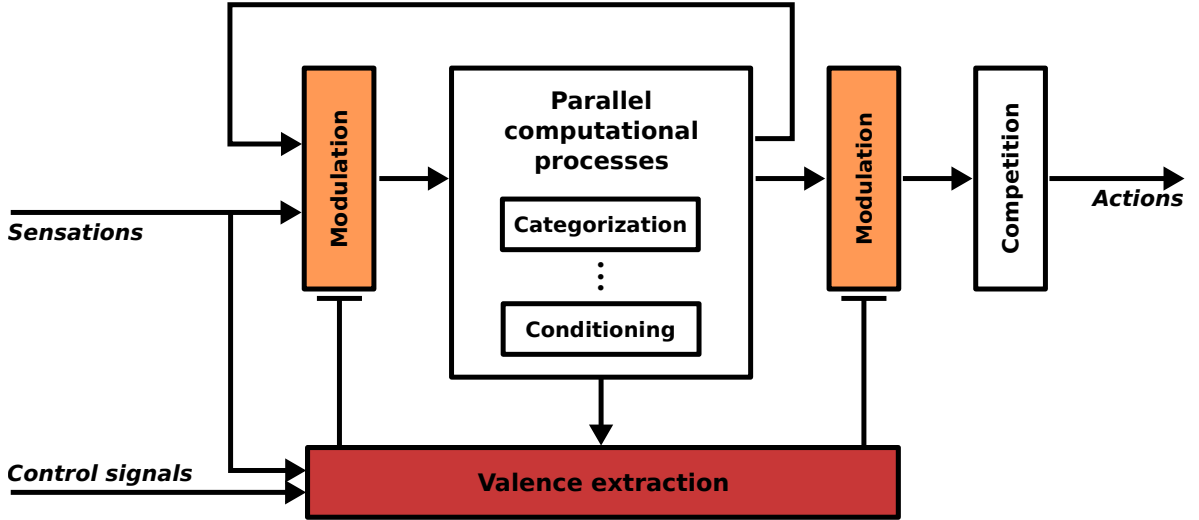 Parallel
computational
processes
Modulation
Modulation
Competition
Actions
Sensations
Categorization
Conditioning
Control signals
Valence extraction